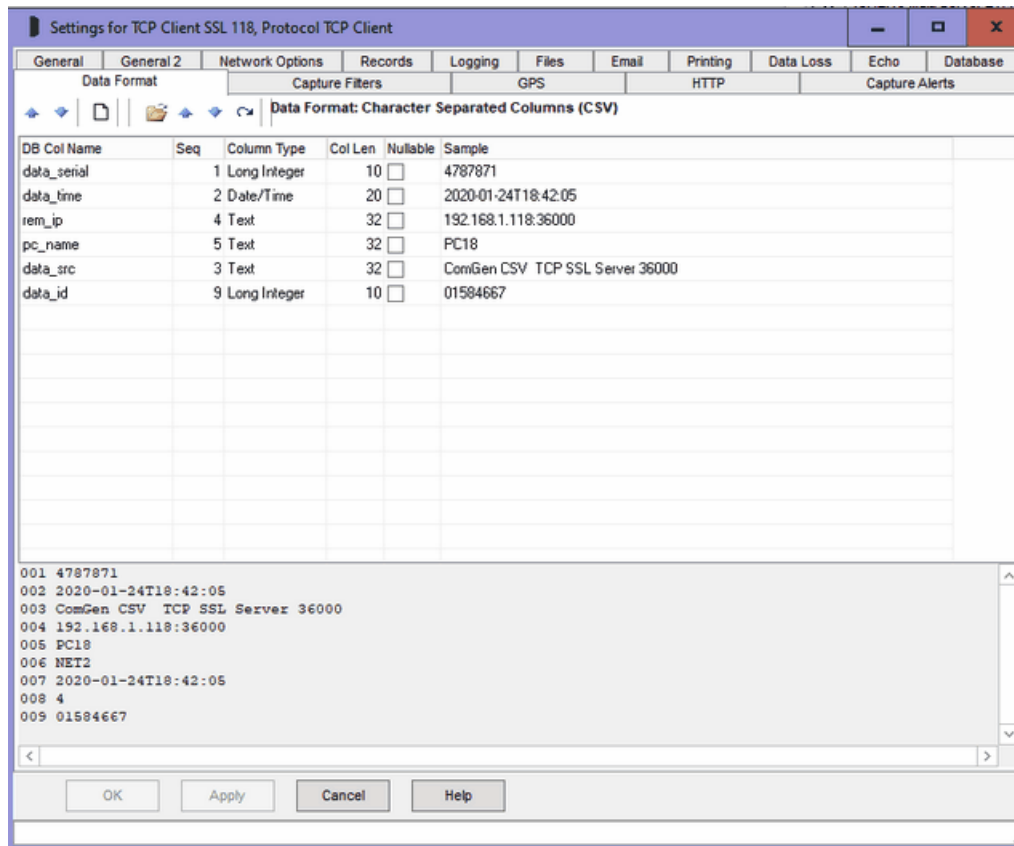 Settings for TCP Client SSL 118, Protocol TCP Client
General General 2 Network Options Records Logging Files Email Printing Data Loss Echo Database
Data Format Capture Filters GPS HTTP Capture Alerts
Data Format: Character Separated Columns (CSV)
DB Col Name Seq Column Type Col Len Nullable Sample
data_serial 1 Long Integer 10 4787871
data_time 2 Date/Time 20 2020-01-24T18:42:05
rem_ip 4 Text 32 192.168.1.118:36000
pc_name 5 Text 32 PC18
data_src 3 Text 32 ComGen CSV  TCP SSL Server 36000
data_id 9 Long Integer 10 01584667
001 4787871
002 2020-01-24T18:42:05
003 ComGen CSV  TCP SSL Server 36000
004 192.168.1.118:36000
005 PC18
006 NET2
007 2020-01-24T18:42:05
008 4
009 01584667
OK Apply Cancel Help